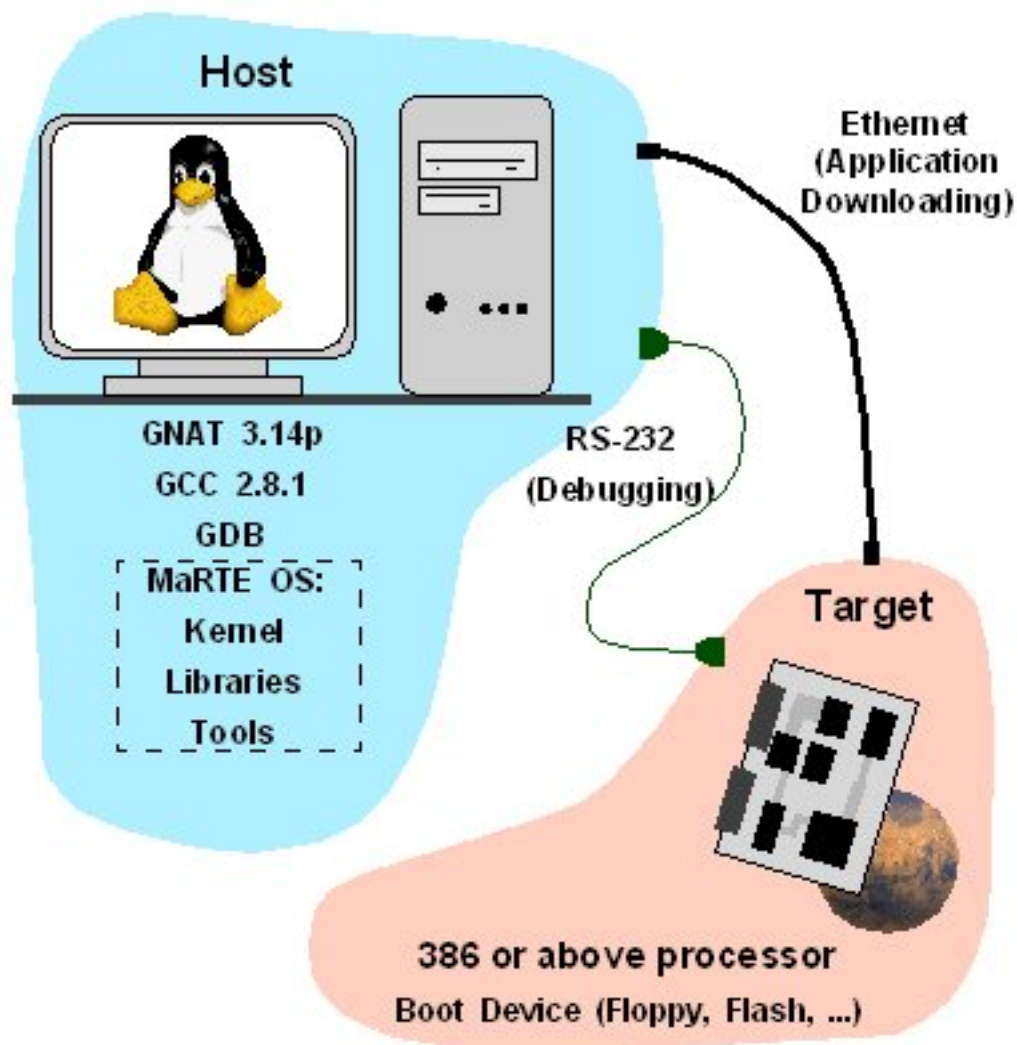 Host
Ethernet
(Application
Downloading)
GNAT 3.14p
GCC 2.8.1
GDB
MaRTE OS:
Kernel
Libraries
Tools
RS-232
(Debugging)
Target
386 or above processor
Boot Device (Floppy, Flash, ...)